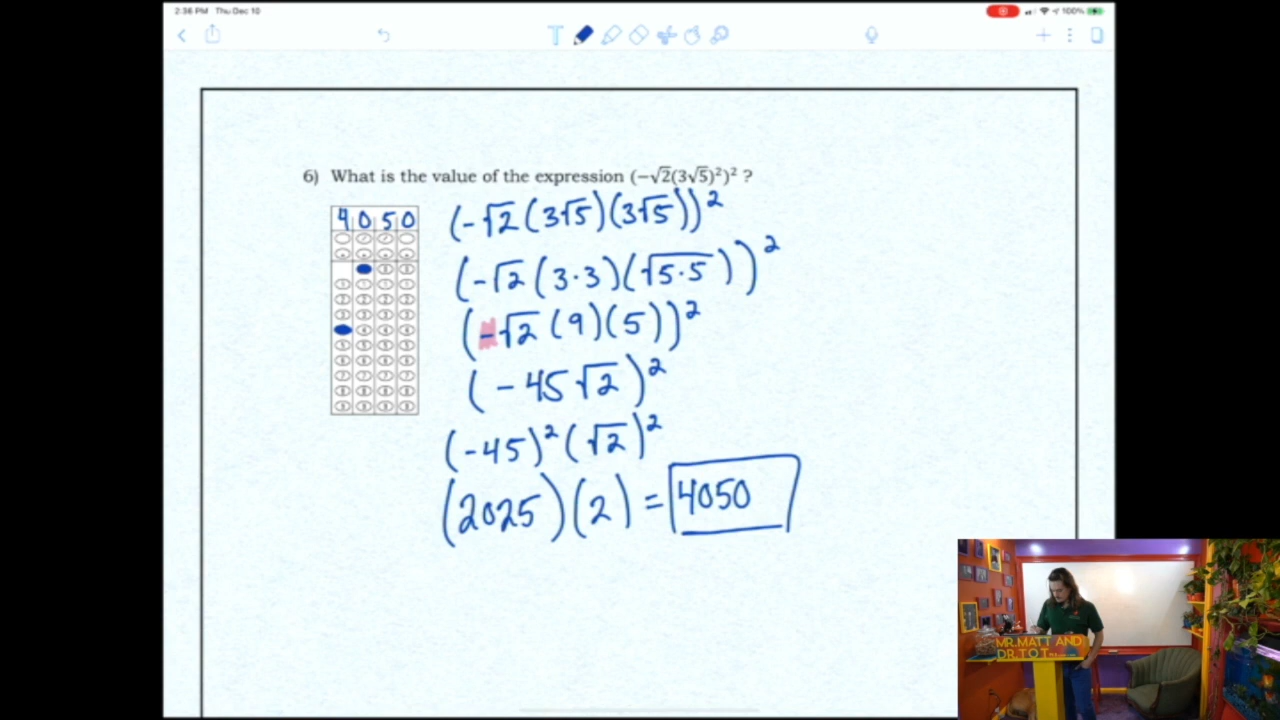 2:36 PM Thu Dec 10
100%
6) What is the value of the expression (−√2(3√5)²)² ?
4 0 5 0
(-√2(3√5)(3√5))²
(-√2(3·3)(√5·5))²
(-√2(9)(5))²
(-45√2)²
(-45)²(√2)²
(2025)(2) = 4050
MR. MATT AND
DR. T.O.T.